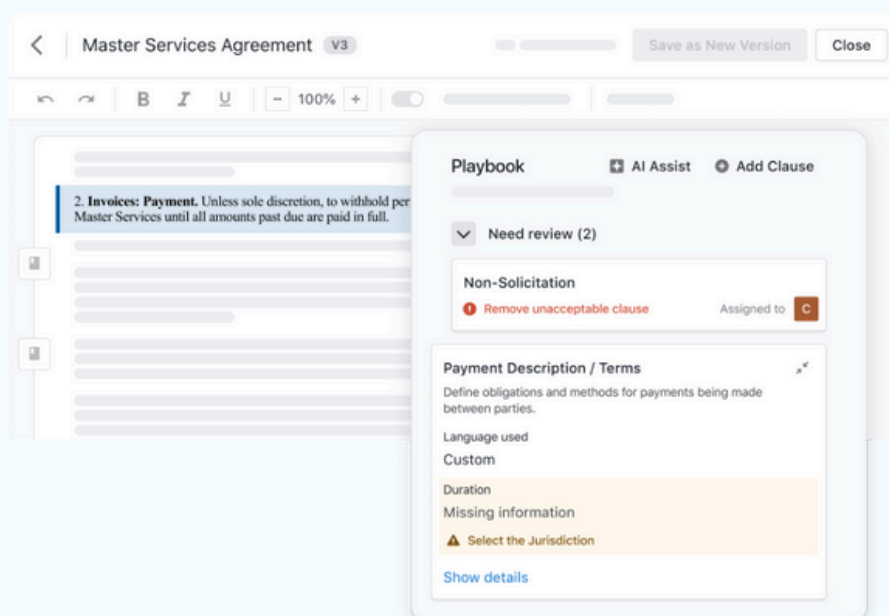 Master Services Agreement V3
Save as New Version
Close
B I U
100%
2. Invoices: Payment. Unless sole discretion, to withhold per
Master Services until all amounts past due are paid in full.
Playbook
AI Assist
Add Clause
Need review (2)
Non-Solicitation
Remove unacceptable clause
Assigned to C
Payment Description / Terms
Define obligations and methods for payments being made
between parties.
Language used
Custom
Duration
Missing information
Select the Jurisdiction
Show details